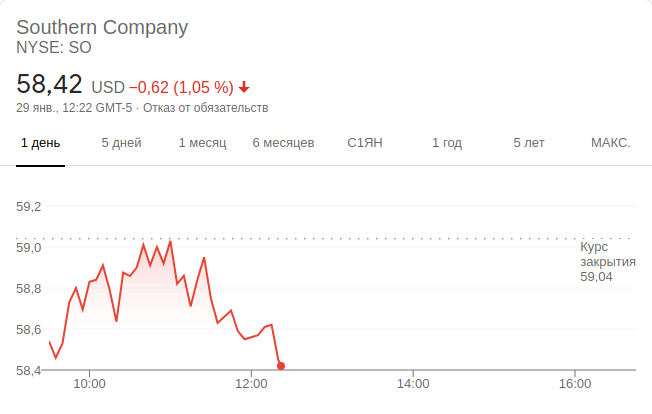 Southern Company
NYSE: SO
58,42 USD −0,62 (1,05 %)
29 янв., 12:22 GMT-5 · Отказ от обязательств
1 день 5 дней 1 месяц 6 месяцев С1ЯН 1 год 5 лет МАКС.
59,2
59,0
58,8
58,6
58,4
Курс
закрытия
59,04
10:00 12:00 14:00 16:00